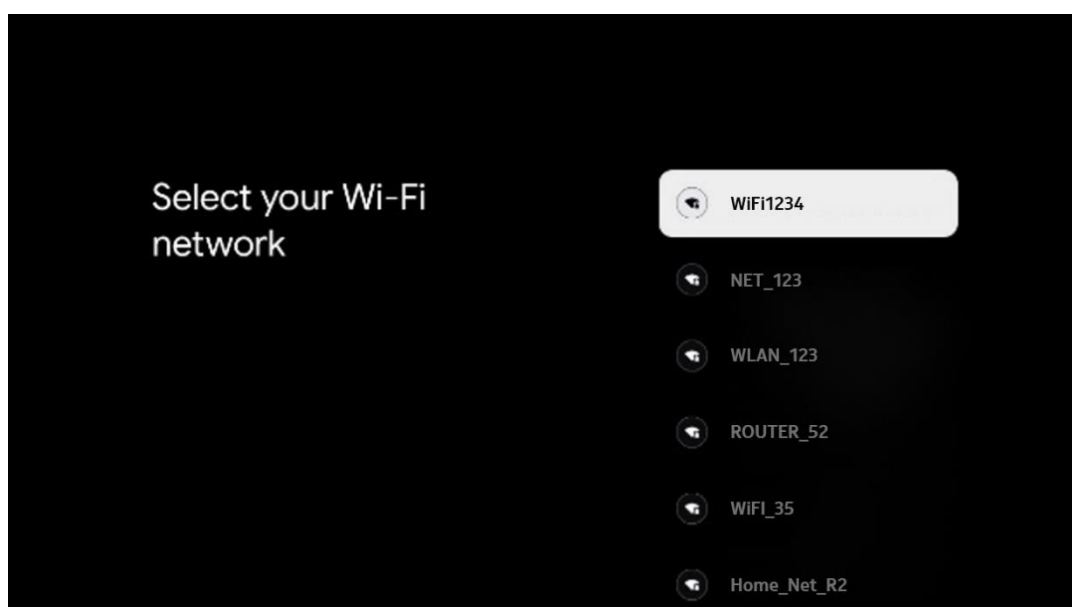 Select your Wi-Fi
network
WiFi1234
NET_123
WLAN_123
ROUTER_52
WiFI_35
Home_Net_R2